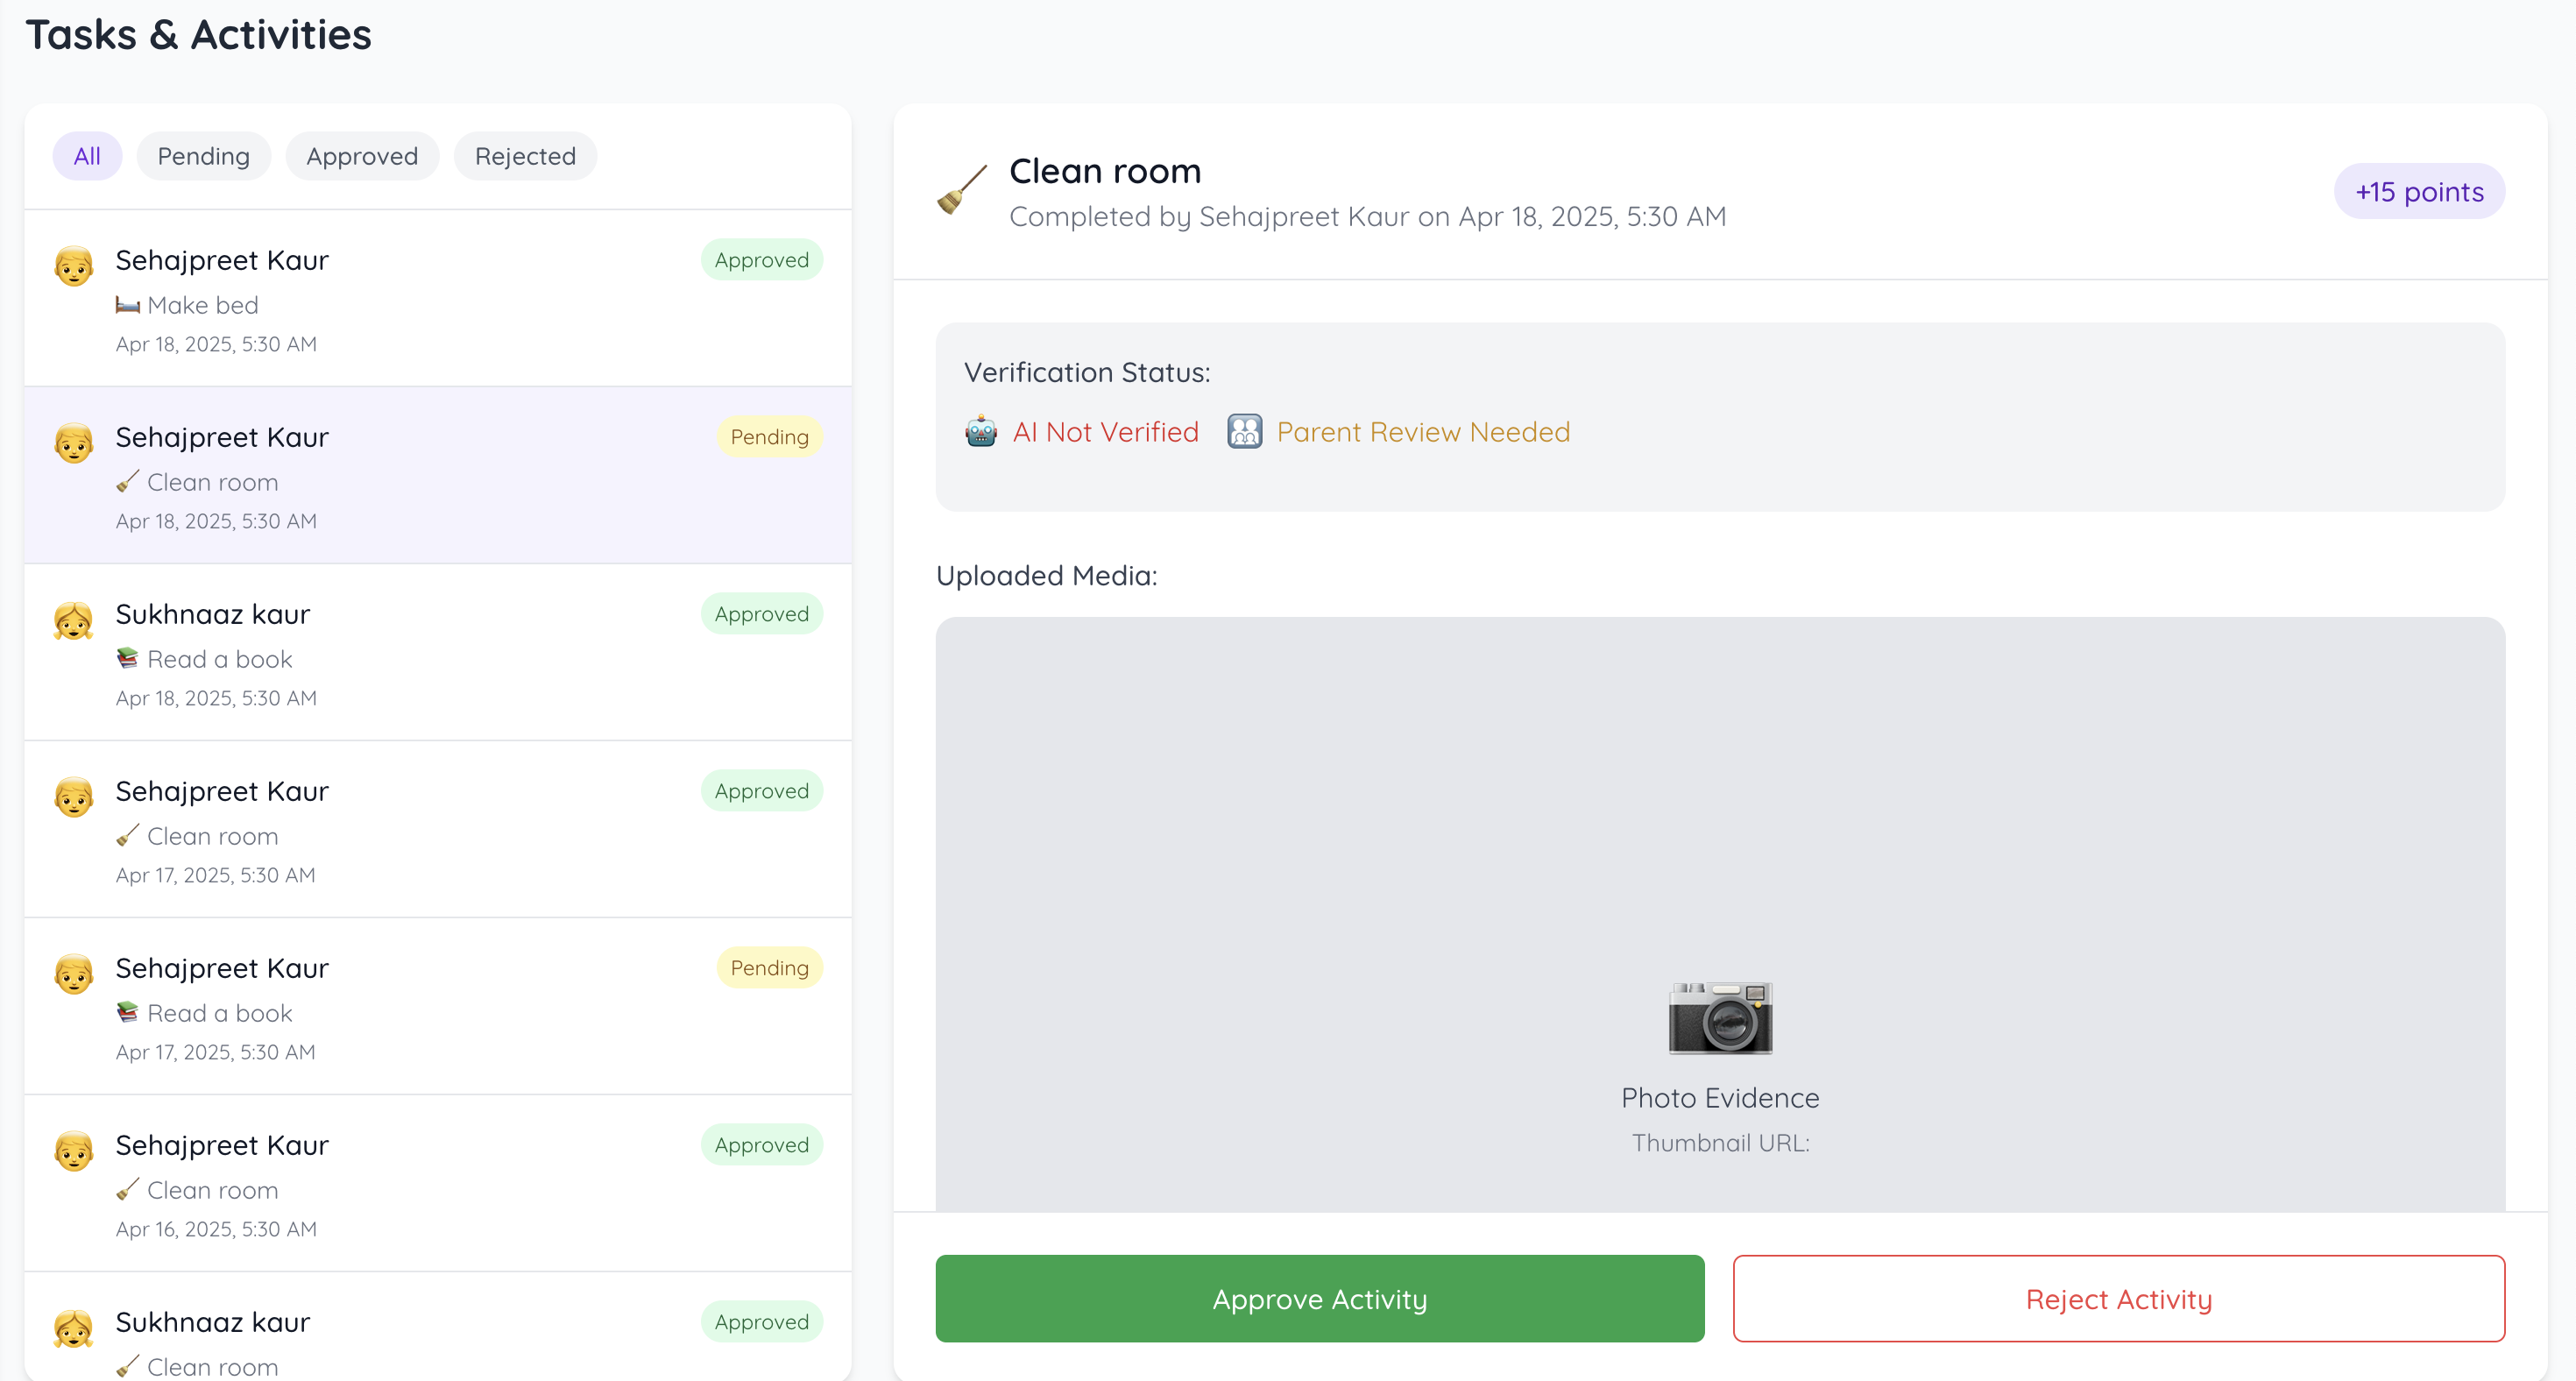 Tasks & Activities
All
Pending
Approved
Rejected
Sehajpreet Kaur
Approved
Make bed
Apr 18, 2025, 5:30 AM
Sehajpreet Kaur
Pending
Clean room
Apr 18, 2025, 5:30 AM
Sukhnaaz kaur
Approved
Read a book
Apr 18, 2025, 5:30 AM
Sehajpreet Kaur
Approved
Clean room
Apr 17, 2025, 5:30 AM
Sehajpreet Kaur
Pending
Read a book
Apr 17, 2025, 5:30 AM
Sehajpreet Kaur
Approved
Clean room
Apr 16, 2025, 5:30 AM
Sukhnaaz kaur
Approved
Clean room
Clean room
Completed by Sehajpreet Kaur on Apr 18, 2025, 5:30 AM
+15 points
Verification Status:
AI Not Verified
Parent Review Needed
Uploaded Media:
Photo Evidence
Thumbnail URL:
Approve Activity
Reject Activity